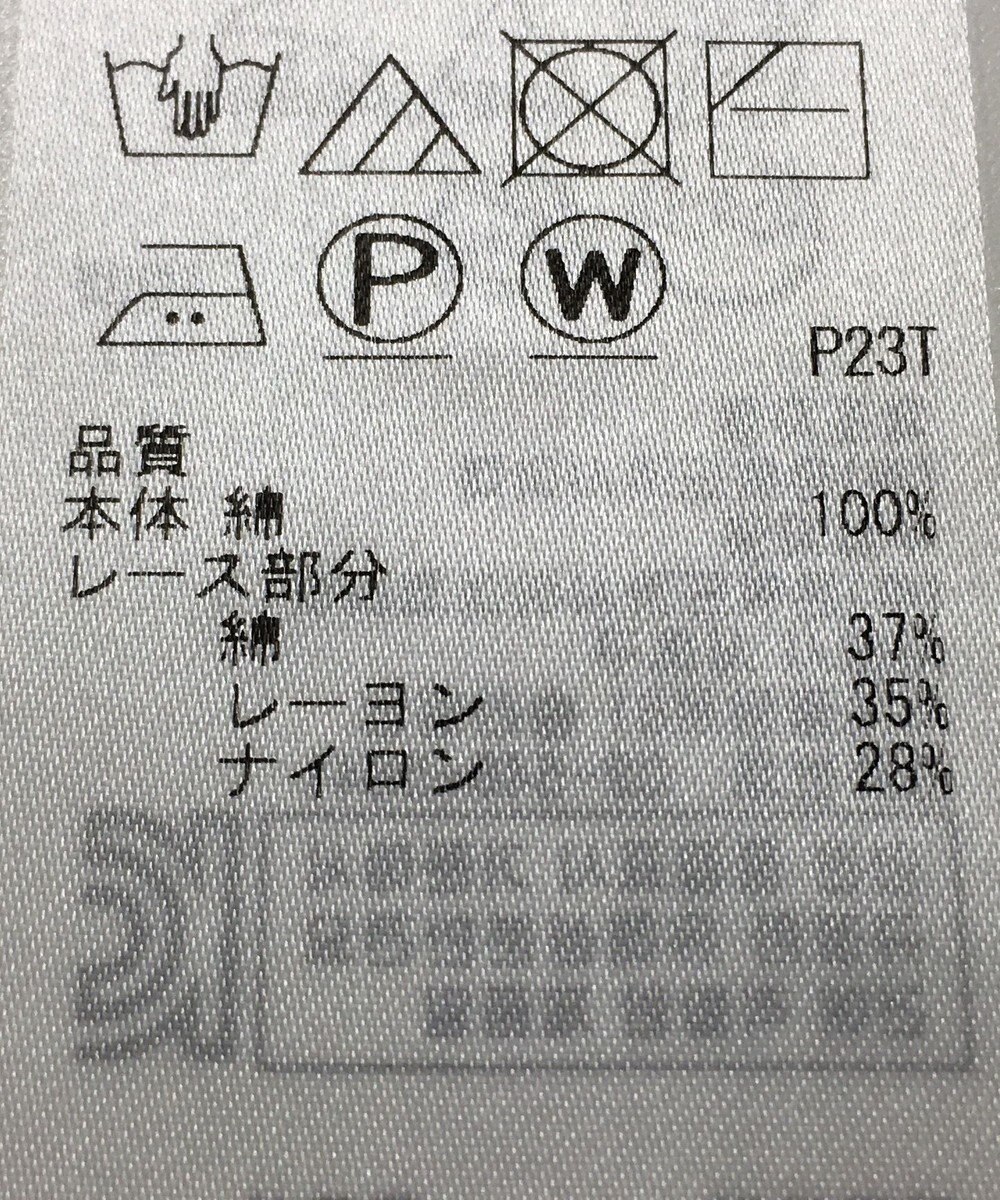 P W
P23T
品質
本体 綿 100%
レース部分
綿 37%
レーヨン 35%
ナイロン 28%